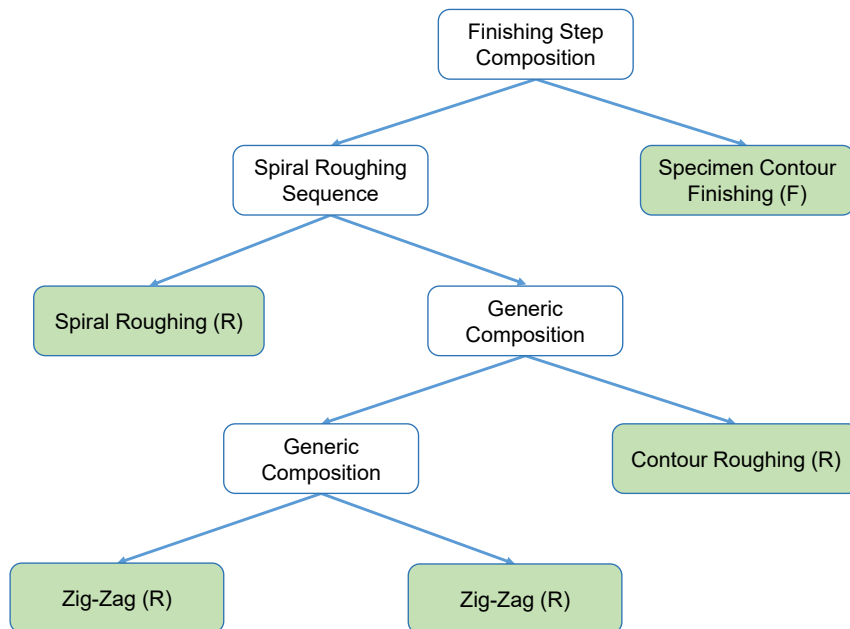 Finishing Step
Composition
Spiral Roughing
Sequence
Specimen Contour
Finishing (F)
Spiral Roughing (R)
Generic
Composition
Generic
Composition
Contour Roughing (R)
Zig-Zag (R)
Zig-Zag (R)